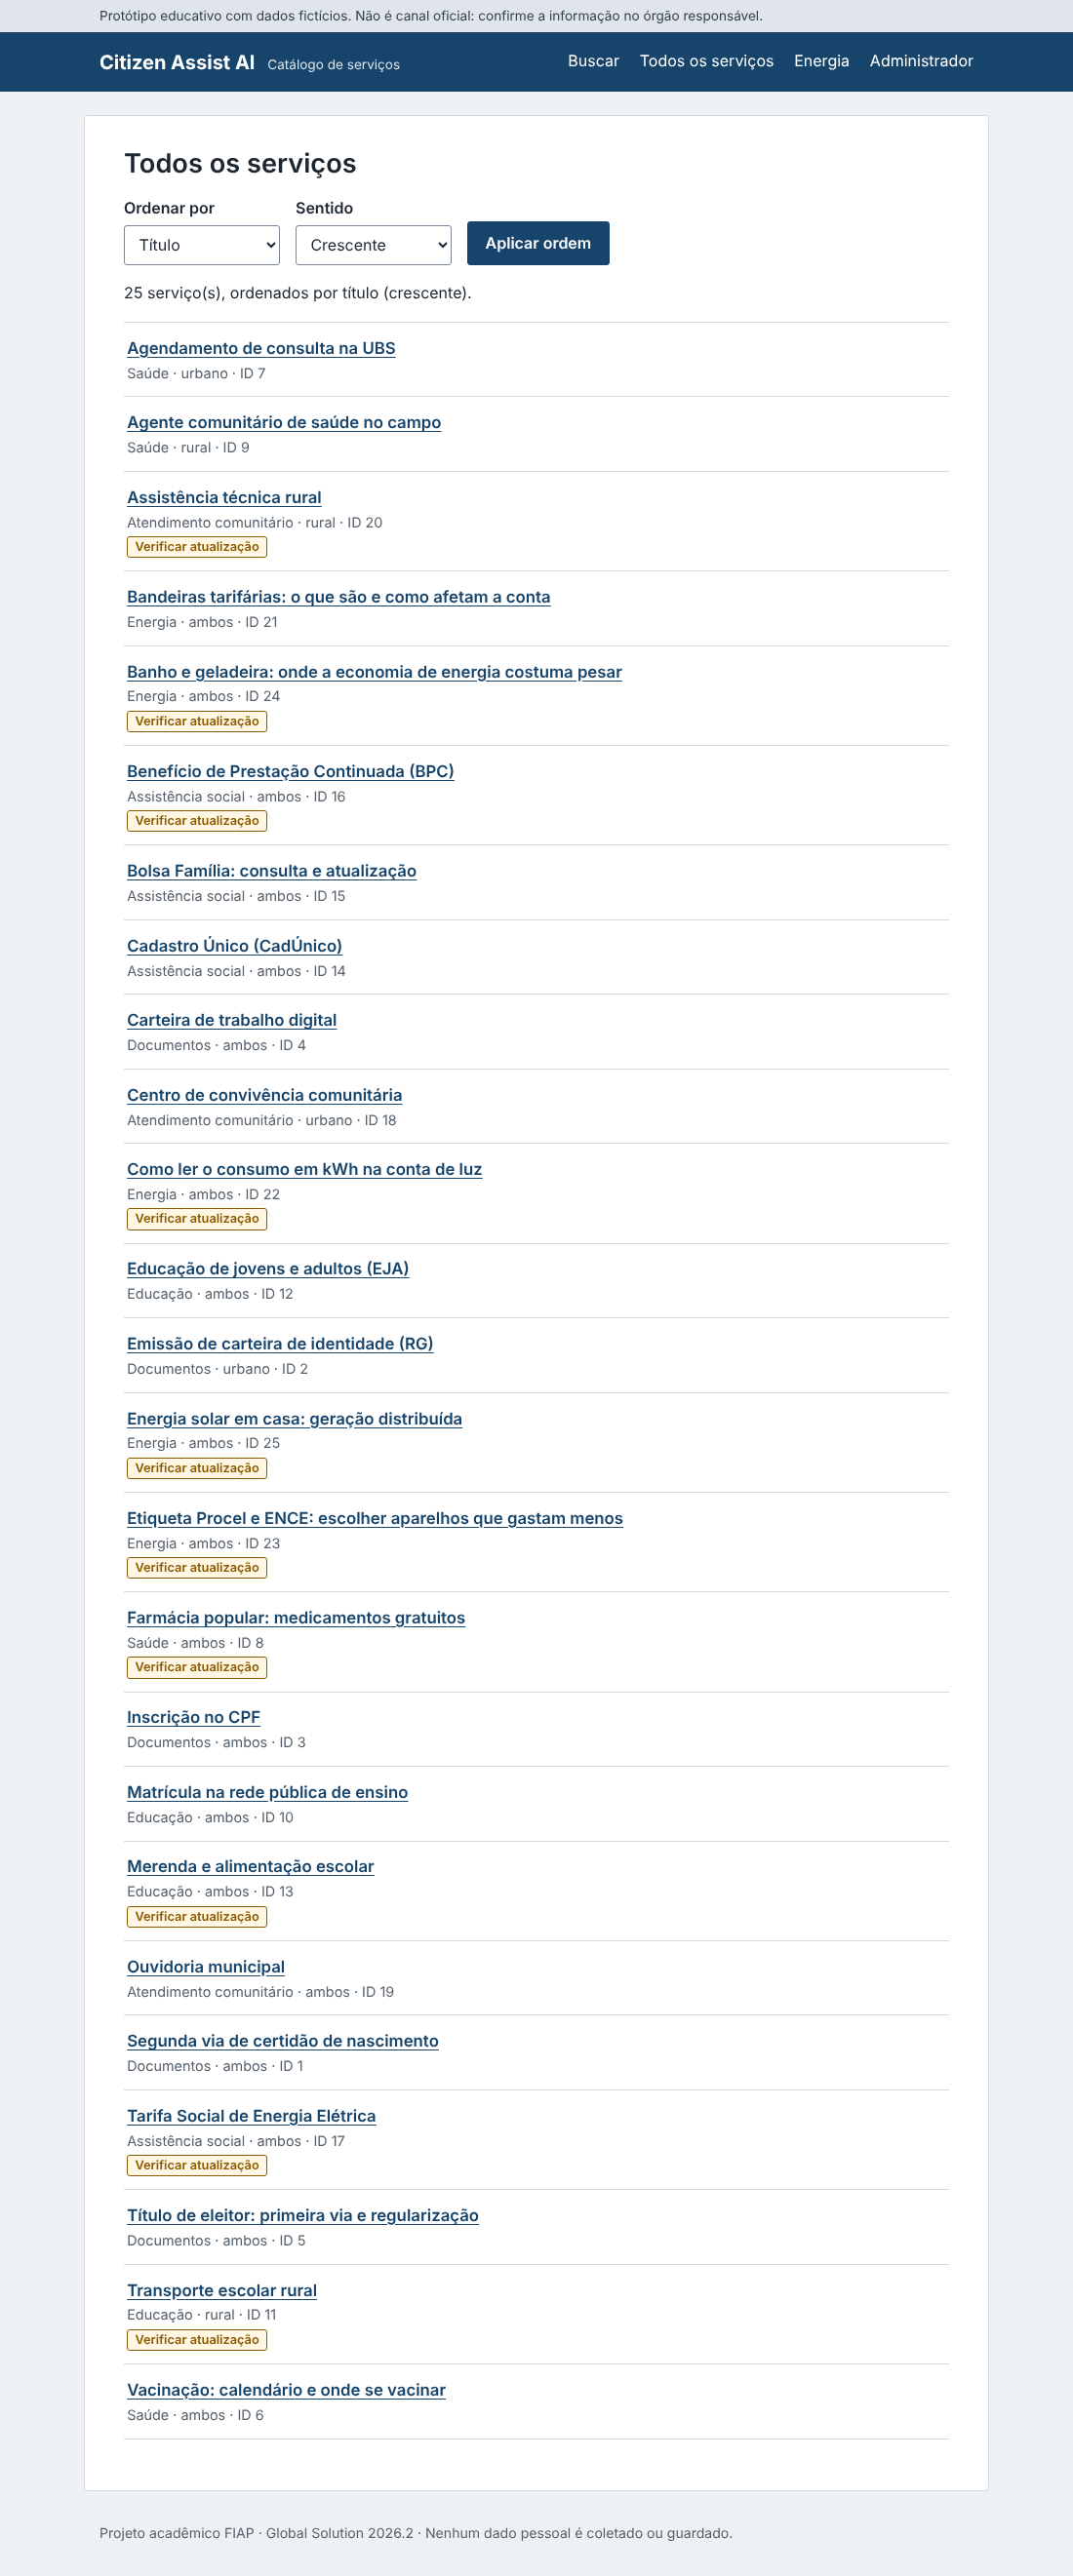 Protótipo educativo com dados fictícios. Não é canal oficial: confirme a informação no órgão responsável.
Citizen Assist AI Catálogo de serviços Buscar Todos os serviços Energia Administrador
Todos os serviços
Ordenar por Sentido
Título Crescente Aplicar ordem
25 serviço(s), ordenados por título (crescente).
Agendamento de consulta na UBS
Saúde · urbano · ID 7
Agente comunitário de saúde no campo
Saúde · rural · ID 9
Assistência técnica rural
Atendimento comunitário · rural · ID 20
Verificar atualização
Bandeiras tarifárias: o que são e como afetam a conta
Energia · ambos · ID 21
Banho e geladeira: onde a economia de energia costuma pesar
Energia · ambos · ID 24
Verificar atualização
Benefício de Prestação Continuada (BPC)
Assistência social · ambos · ID 16
Verificar atualização
Bolsa Família: consulta e atualização
Assistência social · ambos · ID 15
Cadastro Único (CadÚnico)
Assistência social · ambos · ID 14
Carteira de trabalho digital
Documentos · ambos · ID 4
Centro de convivência comunitária
Atendimento comunitário · urbano · ID 18
Como ler o consumo em kWh na conta de luz
Energia · ambos · ID 22
Verificar atualização
Educação de jovens e adultos (EJA)
Educação · ambos · ID 12
Emissão de carteira de identidade (RG)
Documentos · urbano · ID 2
Energia solar em casa: geração distribuída
Energia · ambos · ID 25
Verificar atualização
Etiqueta Procel e ENCE: escolher aparelhos que gastam menos
Energia · ambos · ID 23
Verificar atualização
Farmácia popular: medicamentos gratuitos
Saúde · ambos · ID 8
Verificar atualização
Inscrição no CPF
Documentos · ambos · ID 3
Matrícula na rede pública de ensino
Educação · ambos · ID 10
Merenda e alimentação escolar
Educação · ambos · ID 13
Verificar atualização
Ouvidoria municipal
Atendimento comunitário · ambos · ID 19
Segunda via de certidão de nascimento
Documentos · ambos · ID 1
Tarifa Social de Energia Elétrica
Assistência social · ambos · ID 17
Verificar atualização
Título de eleitor: primeira via e regularização
Documentos · ambos · ID 5
Transporte escolar rural
Educação · rural · ID 11
Verificar atualização
Vacinação: calendário e onde se vacinar
Saúde · ambos · ID 6
Projeto acadêmico FIAP · Global Solution 2026.2 · Nenhum dado pessoal é coletado ou guardado.